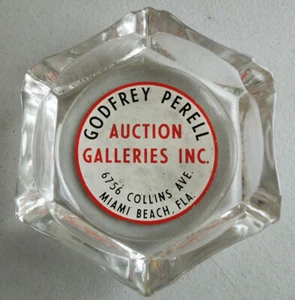 GODFREY PERELL
AUCTION
GALLERIES INC.
6756 COLLINS AVE.
MIAMI BEACH, FLA.